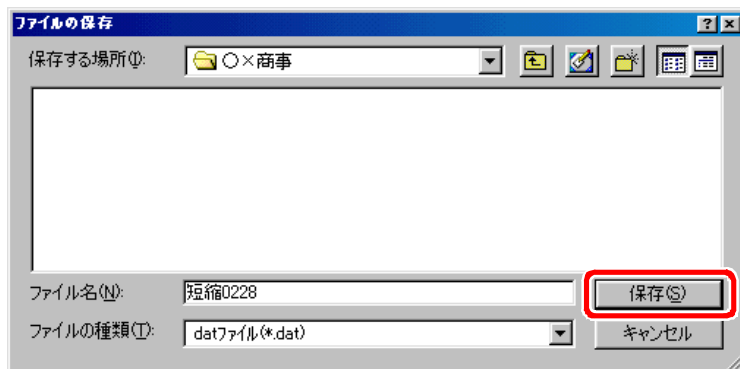 ファイルの保存
保存する場所(I): ○×商事
ファイル名(N): 短縮0228 保存(S)
ファイルの種類(T): datファイル(*.dat) キャンセル